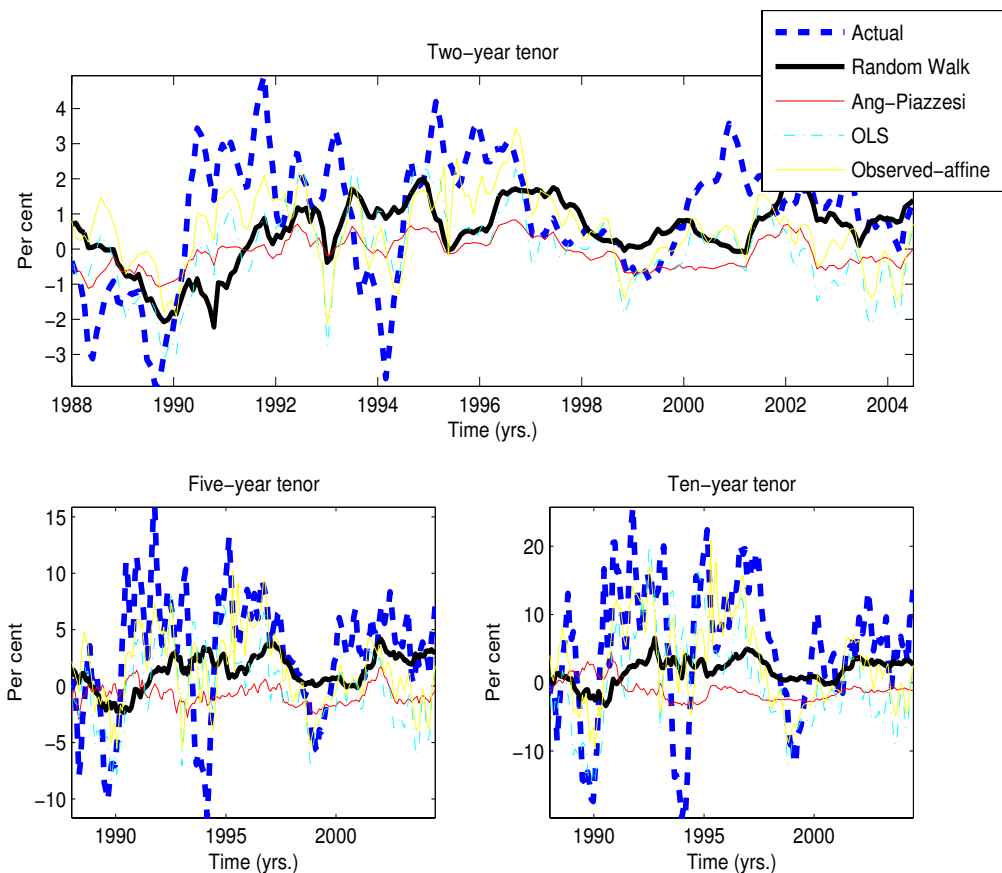 Two−year tenor
Actual
Random Walk
Ang−Piazzesi
OLS
Observed−affine
Per cent
4
3
2
1
0
−1
−2
−3
1988 1990 1992 1994 1996 1998 2000 2002 2004
Time (yrs.)
Five−year tenor
Per cent
15
10
5
0
−5
−10
1990 1995 2000
Time (yrs.)
Ten−year tenor
Per cent
20
10
0
−10
1990 1995 2000
Time (yrs.)